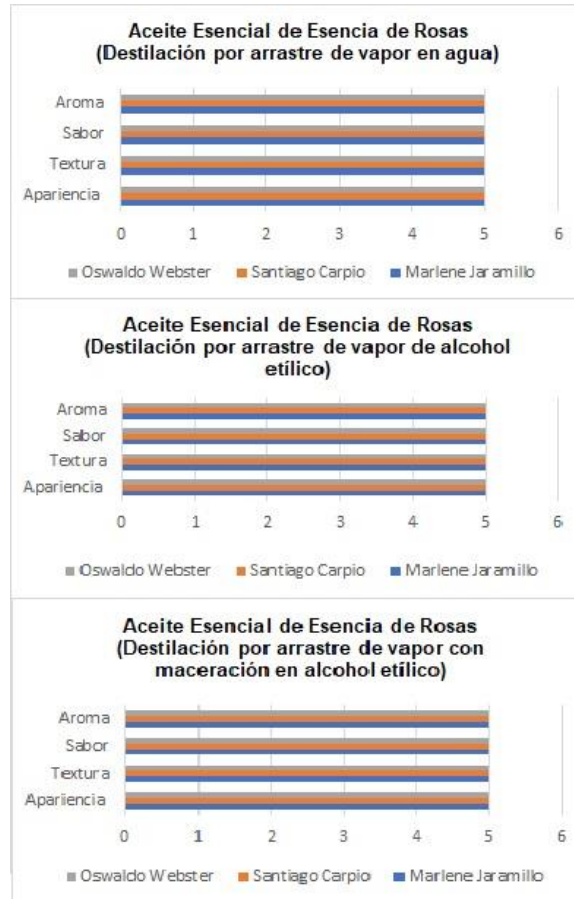 Aceite Esencial de Esencia de Rosas
(Destilación por arrastre de vapor en agua)
Aroma
Sabor
Textura
Apariencia
0 1 2 3 4 5 6
Oswaldo Webster Santiago Carpio Marlene Jaramillo
Aceite Esencial de Esencia de Rosas
(Destilación por arrastre de vapor de alcohol
etílico)
Aroma
Sabor
Textura
Apariencia
0 1 2 3 4 5 6
Oswaldo Webster Santiago Carpio Marlene Jaramillo
Aceite Esencial de Esencia de Rosas
(Destilación por arrastre de vapor con
maceración en alcohol etílico)
Aroma
Sabor
Textura
Apariencia
0 1 2 3 4 5 6
Oswaldo Webster Santiago Carpio Marlene Jaramillo